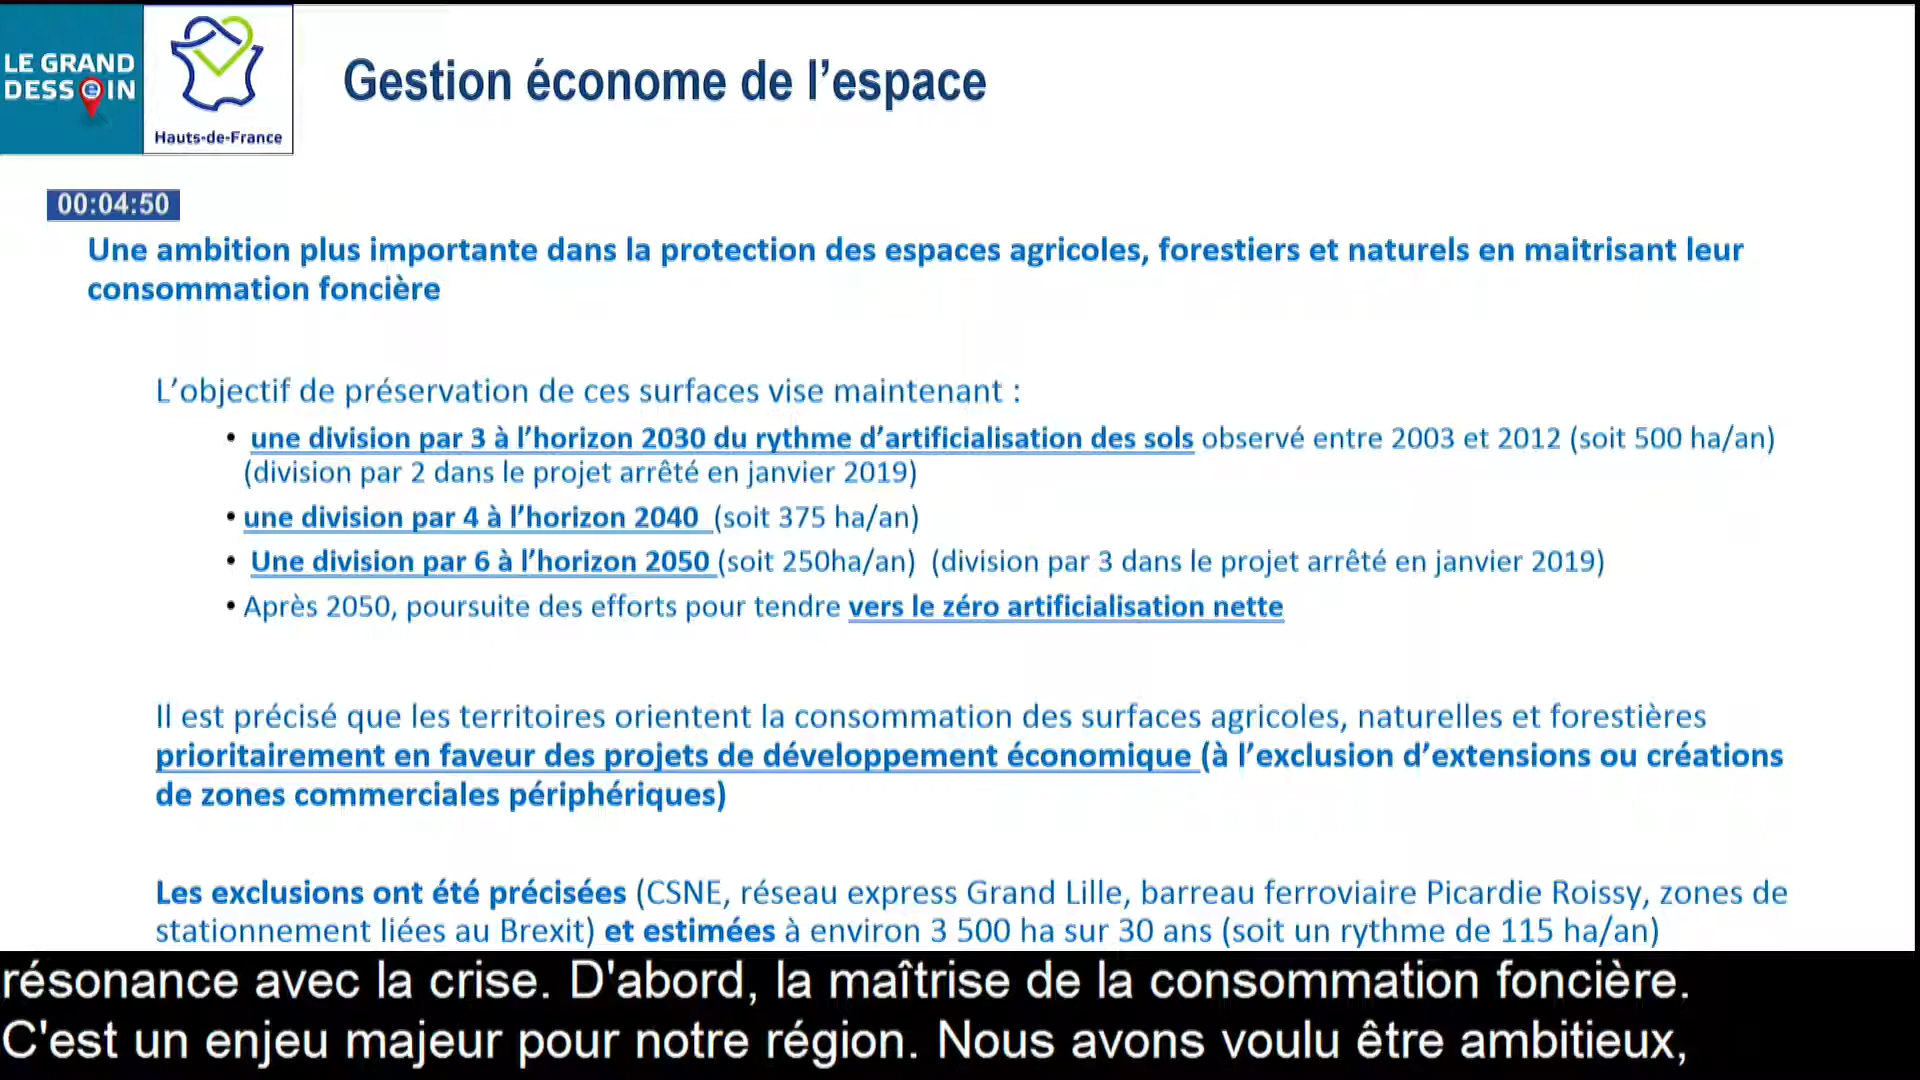 LE GRAND
DESSEIN
Hauts-de-France
Gestion économe de l’espace
00:04:50
Une ambition plus importante dans la protection des espaces agricoles, forestiers et naturels en maitrisant leur
consommation foncière
L’objectif de préservation de ces surfaces vise maintenant :
• une division par 3 à l’horizon 2030 du rythme d’artificialisation des sols observé entre 2003 et 2012 (soit 500 ha/an)
(division par 2 dans le projet arrêté en janvier 2019)
• une division par 4 à l’horizon 2040 (soit 375 ha/an)
• Une division par 6 à l’horizon 2050 (soit 250ha/an) (division par 3 dans le projet arrêté en janvier 2019)
• Après 2050, poursuite des efforts pour tendre vers le zéro artificialisation nette
Il est précisé que les territoires orientent la consommation des surfaces agricoles, naturelles et forestières
prioritairement en faveur des projets de développement économique (à l’exclusion d’extensions ou créations
de zones commerciales périphériques)
Les exclusions ont été précisées (CSNE, réseau express Grand Lille, barreau ferroviaire Picardie Roissy, zones de
stationnement liées au Brexit) et estimées à environ 3 500 ha sur 30 ans (soit un rythme de 115 ha/an)
résonance avec la crise. D'abord, la maîtrise de la consommation foncière.
C'est un enjeu majeur pour notre région. Nous avons voulu être ambitieux,